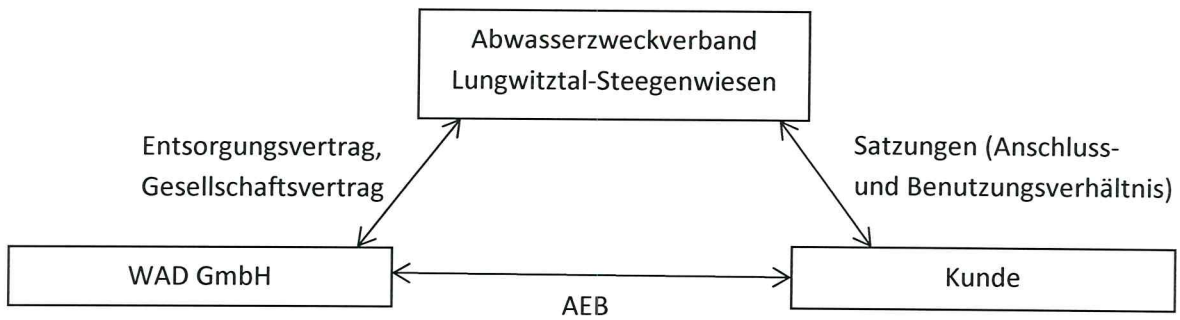 Abwasserzweckverband
Lungwitztal-Steegenwiesen
Entsorgungsvertrag,
Gesellschaftsvertrag
Satzungen (Anschluss-
und Benutzungsverhältnis)
WAD GmbH
AEB
Kunde